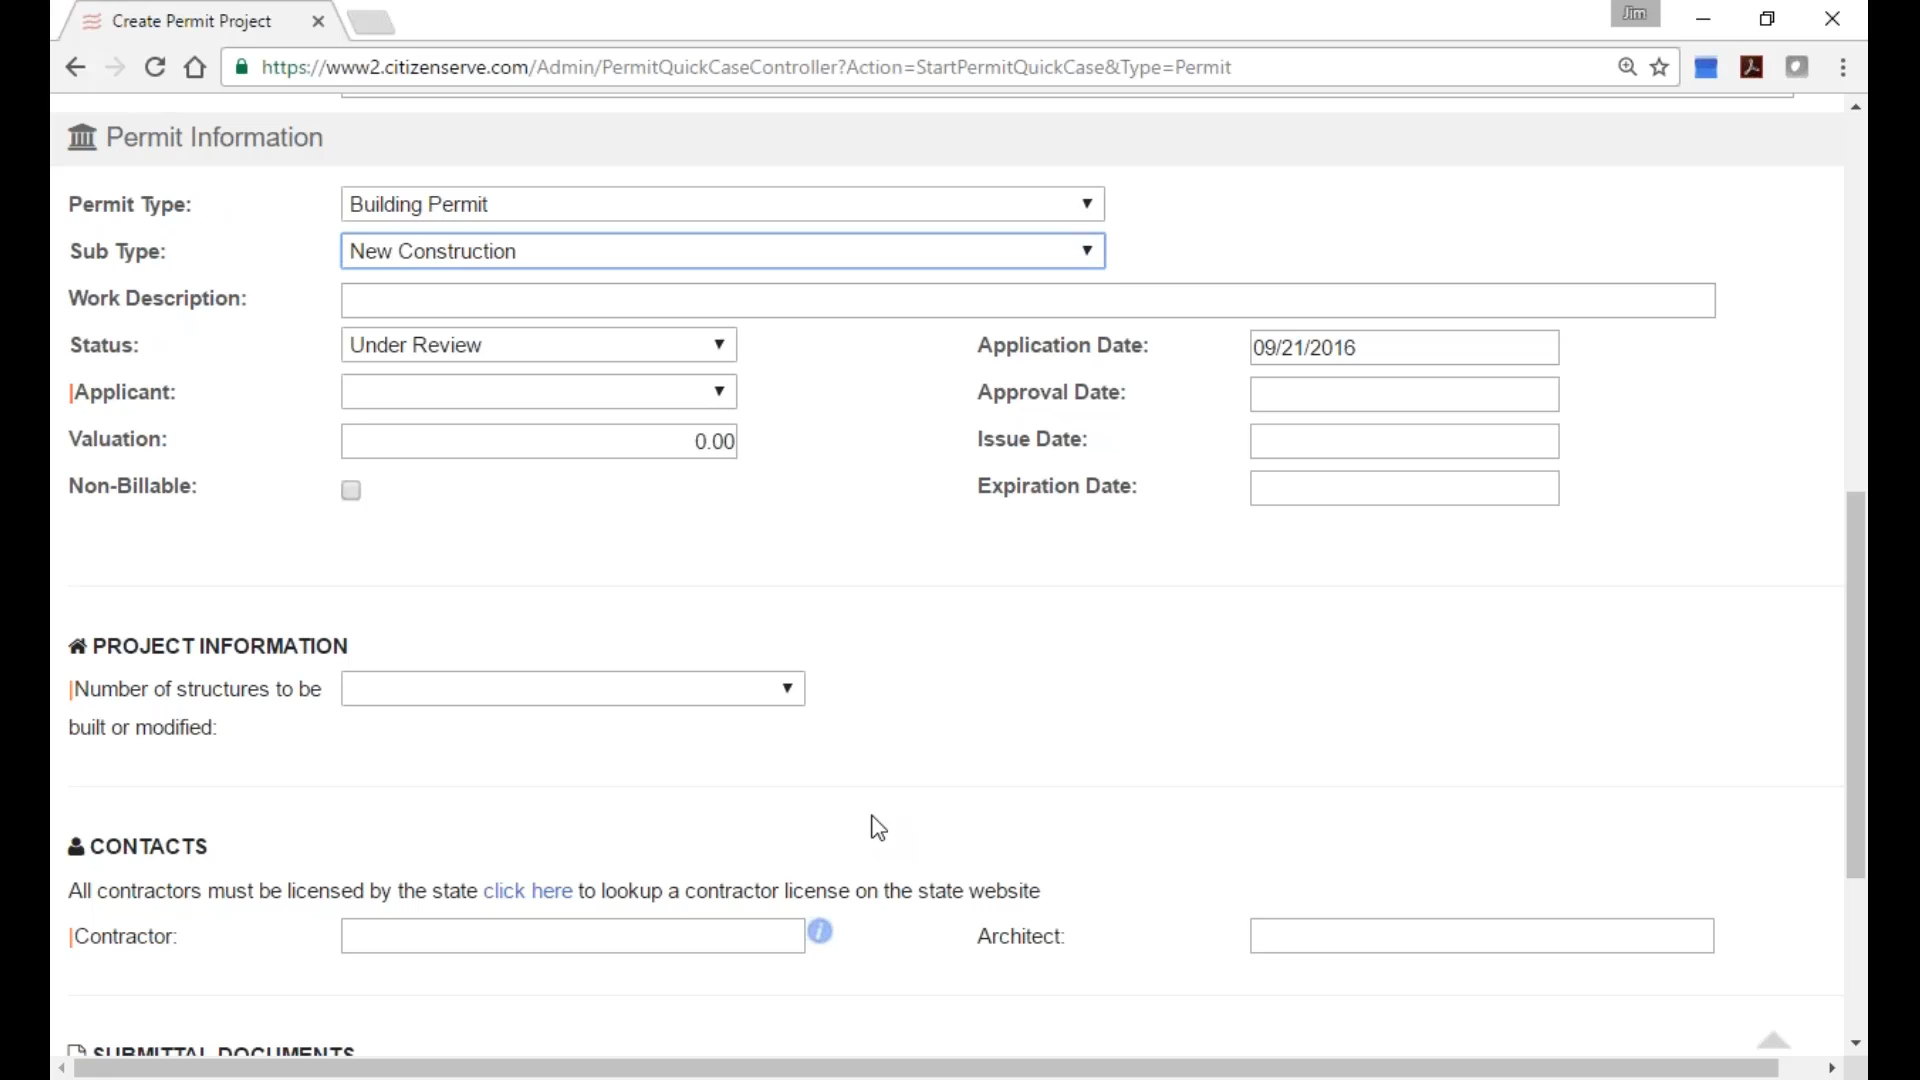 Create Permit Project
Jim
https://www2.citizenserve.com/Admin/PermitQuickCaseController?Action=StartPermitQuickCase&Type=Permit
Permit Information
Permit Type: Building Permit
Sub Type: New Construction
Work Description:
Status: Under Review Application Date: 09/21/2016
Applicant: Approval Date:
Valuation: 0.00 Issue Date:
Non-Billable: Expiration Date:
PROJECT INFORMATION
Number of structures to be
built or modified:
CONTACTS
All contractors must be licensed by the state click here to lookup a contractor license on the state website
Contractor: Architect:
SUBMITTAL DOCUMENTS